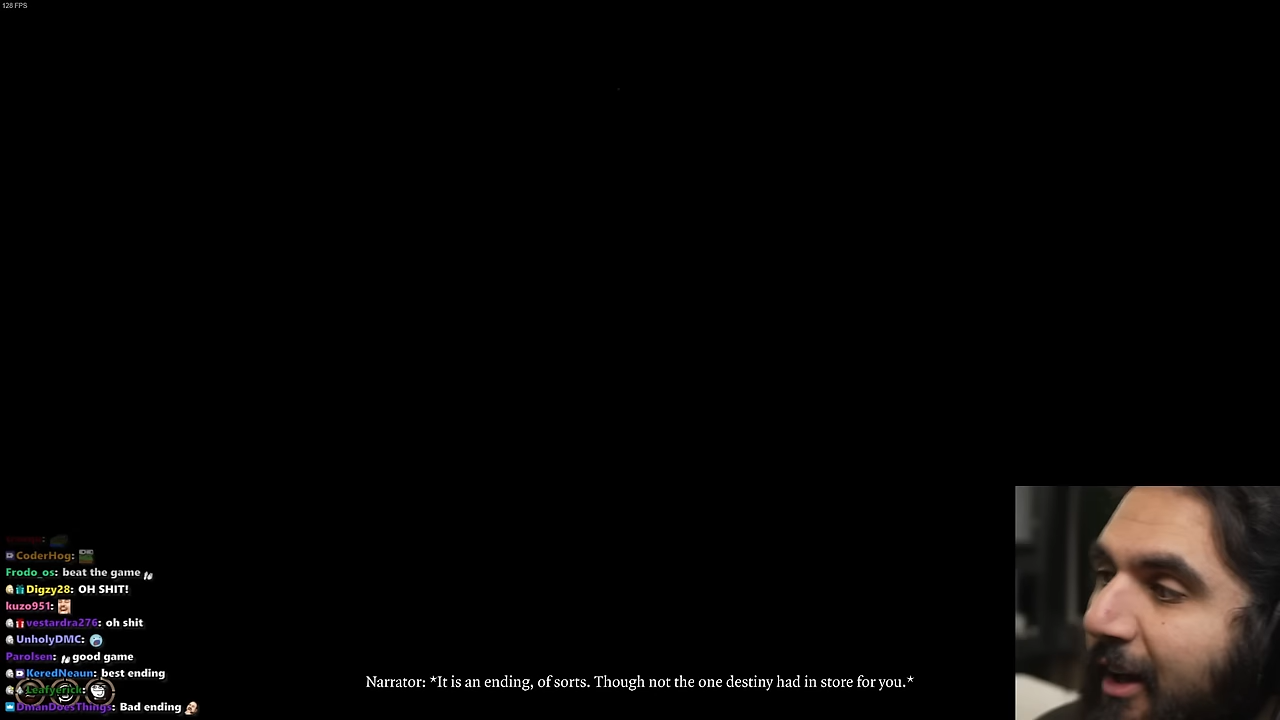 128 FPS
CoderHog:
Frodo_os: beat the game
Digzy28: OH SHIT!
kuzo951:
vestardra276: oh shit
UnholyDMC:
Parolsen: good game
KeredNeaun: best ending
Leafyerick:
DmanDoesThings: Bad ending
Narrator: *It is an ending, of sorts. Though not the one destiny had in store for you.*